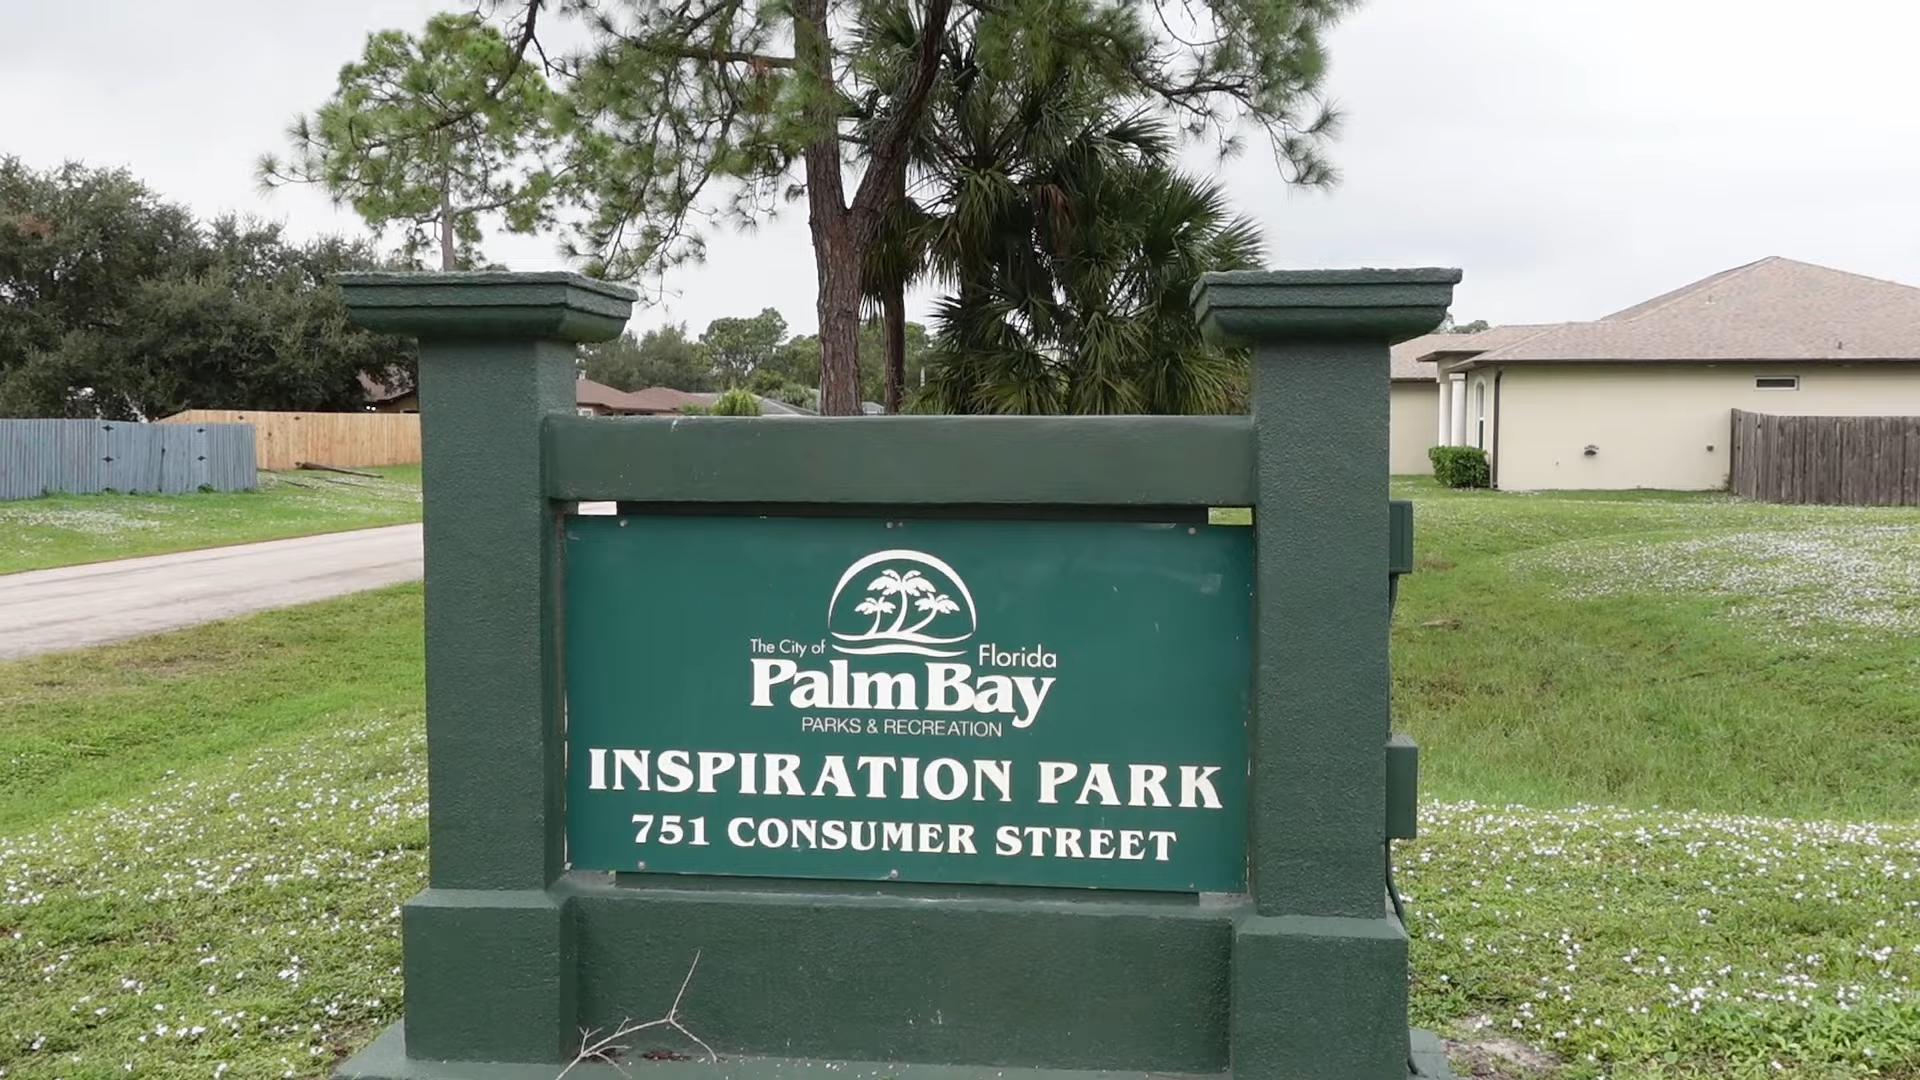 The City of Florida
Palm Bay
PARKS & RECREATION
INSPIRATION PARK
751 CONSUMER STREET